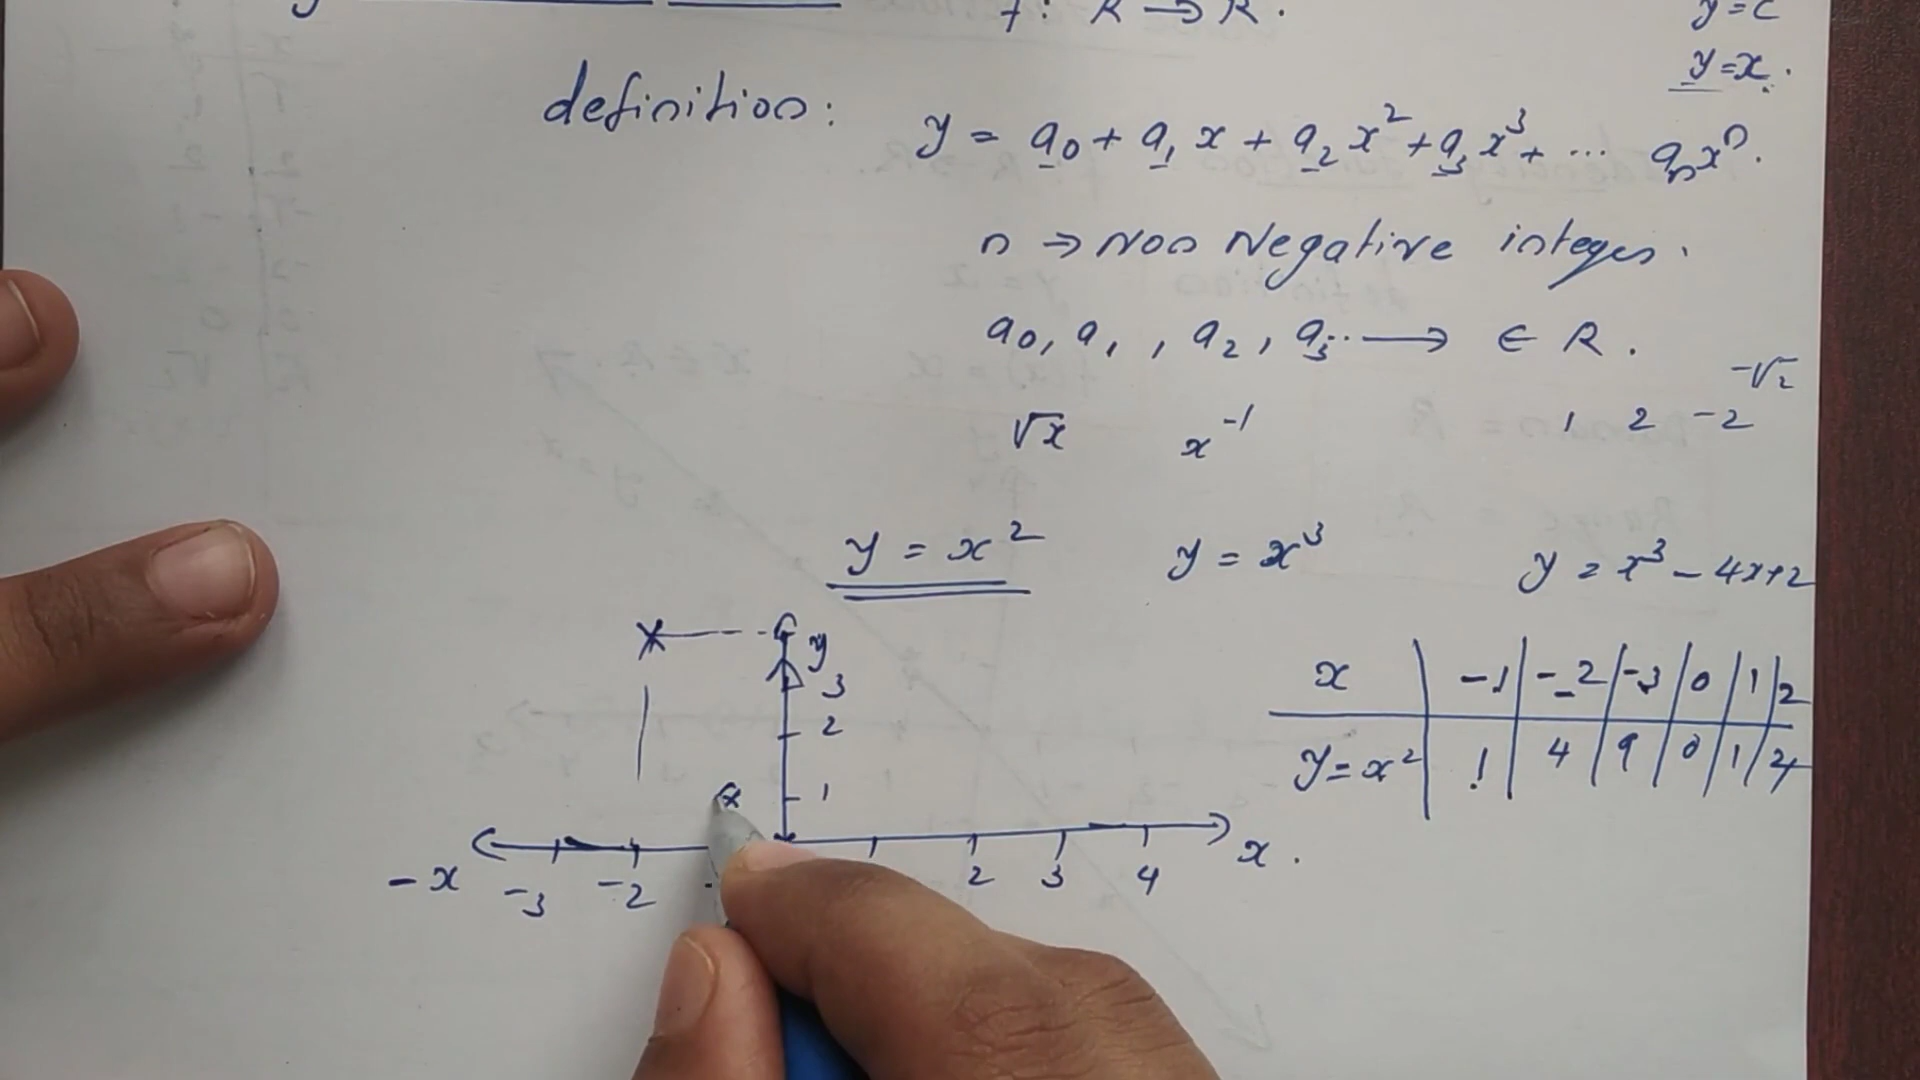 f: R → R.
y = c
y = x.
definition:
y = a₀ + a₁ x + a₂ x² + a₃ x³ + ... aₙxⁿ.
n → Non Negative integer.
a₀, a₁, a₂, a₃.. → ∈ R.
-√2
√x x⁻¹ 1 2 -2
y = x² y = x³ y = x³ - 4x+2
y
3
2
1
x | -1 | -2 | -3 | 0 | 1 | 2
y = x² | 1 | 4 | 9 | 0 | 1 | 4
-x -3 -2 2 3 4 x.